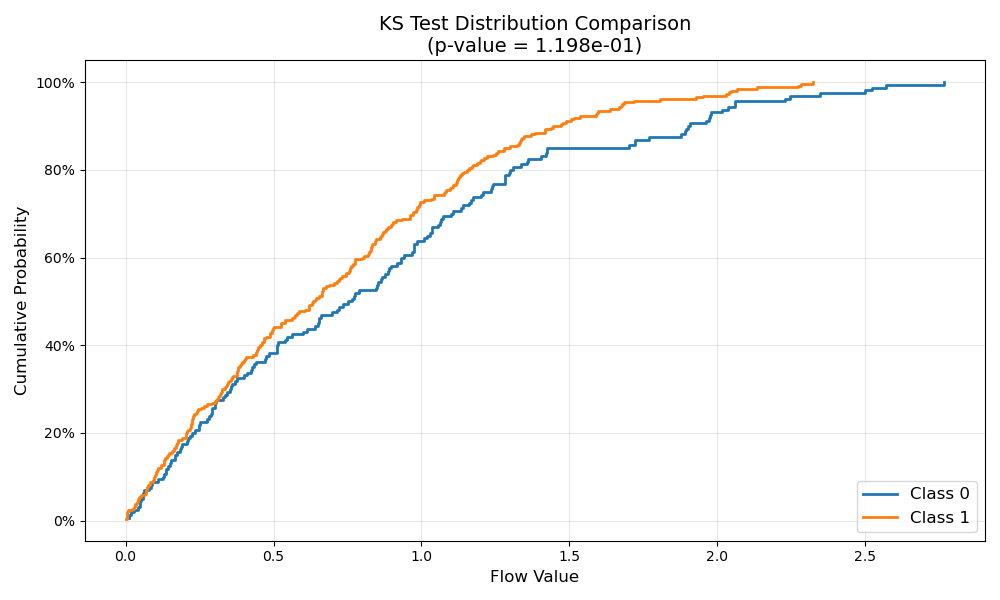 KS Test Distribution Comparison
(p-value = 1.198e-01)
Cumulative Probability
100%
80%
60%
40%
20%
0%
0.0 0.5 1.0 1.5 2.0 2.5
Flow Value
Class 0
Class 1